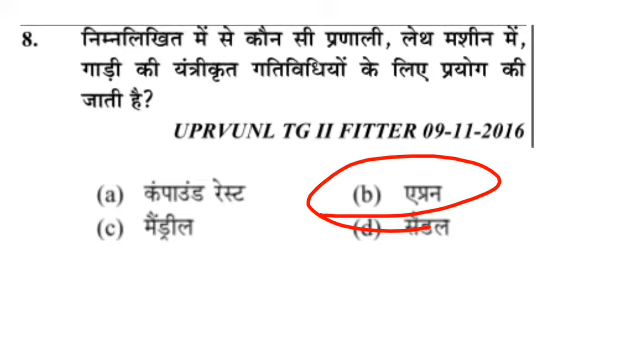 8. निम्नलिखित में से कौन सी प्रणाली, लेथ मशीन में,
गाड़ी की यंत्रीकृत गतिविधियों के लिए प्रयोग की
जाती है?
UPRVUNL TG II FITTER 09-11-2016
(a) कंपाउंड रेस्ट (b) एप्रन
(c) मैंड्रील (d) सैडल